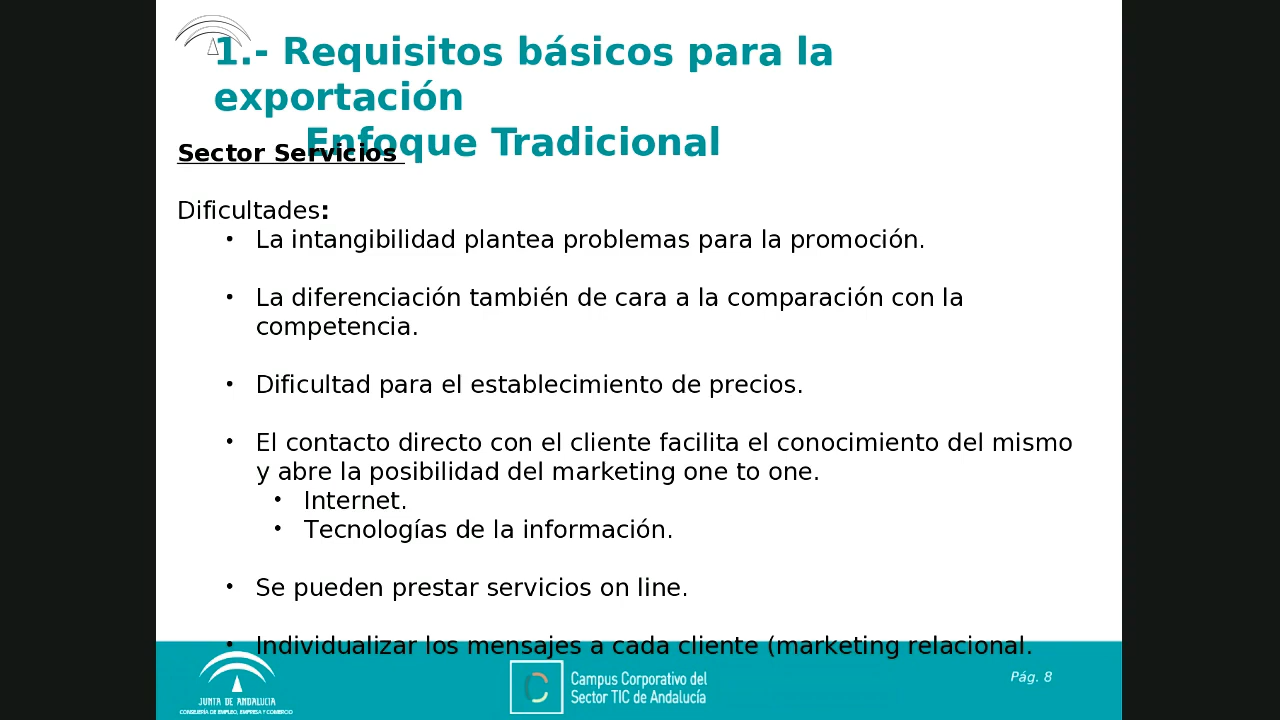 1.- Requisitos básicos para la
exportación
Enfoque Tradicional
Sector Servicios
Dificultades:
• La intangibilidad plantea problemas para la promoción.
• La diferenciación también de cara a la comparación con la
competencia.
• Dificultad para el establecimiento de precios.
• El contacto directo con el cliente facilita el conocimiento del mismo
y abre la posibilidad del marketing one to one.
• Internet.
• Tecnologías de la información.
• Se pueden prestar servicios on line.
• Individualizar los mensajes a cada cliente (marketing relacional.
JUNTA DE ANDALUCIA
CONSEJERÍA DE EMPLEO, EMPRESA Y COMERCIO
Campus Corporativo del
Sector TIC de Andalucía
Pág. 8